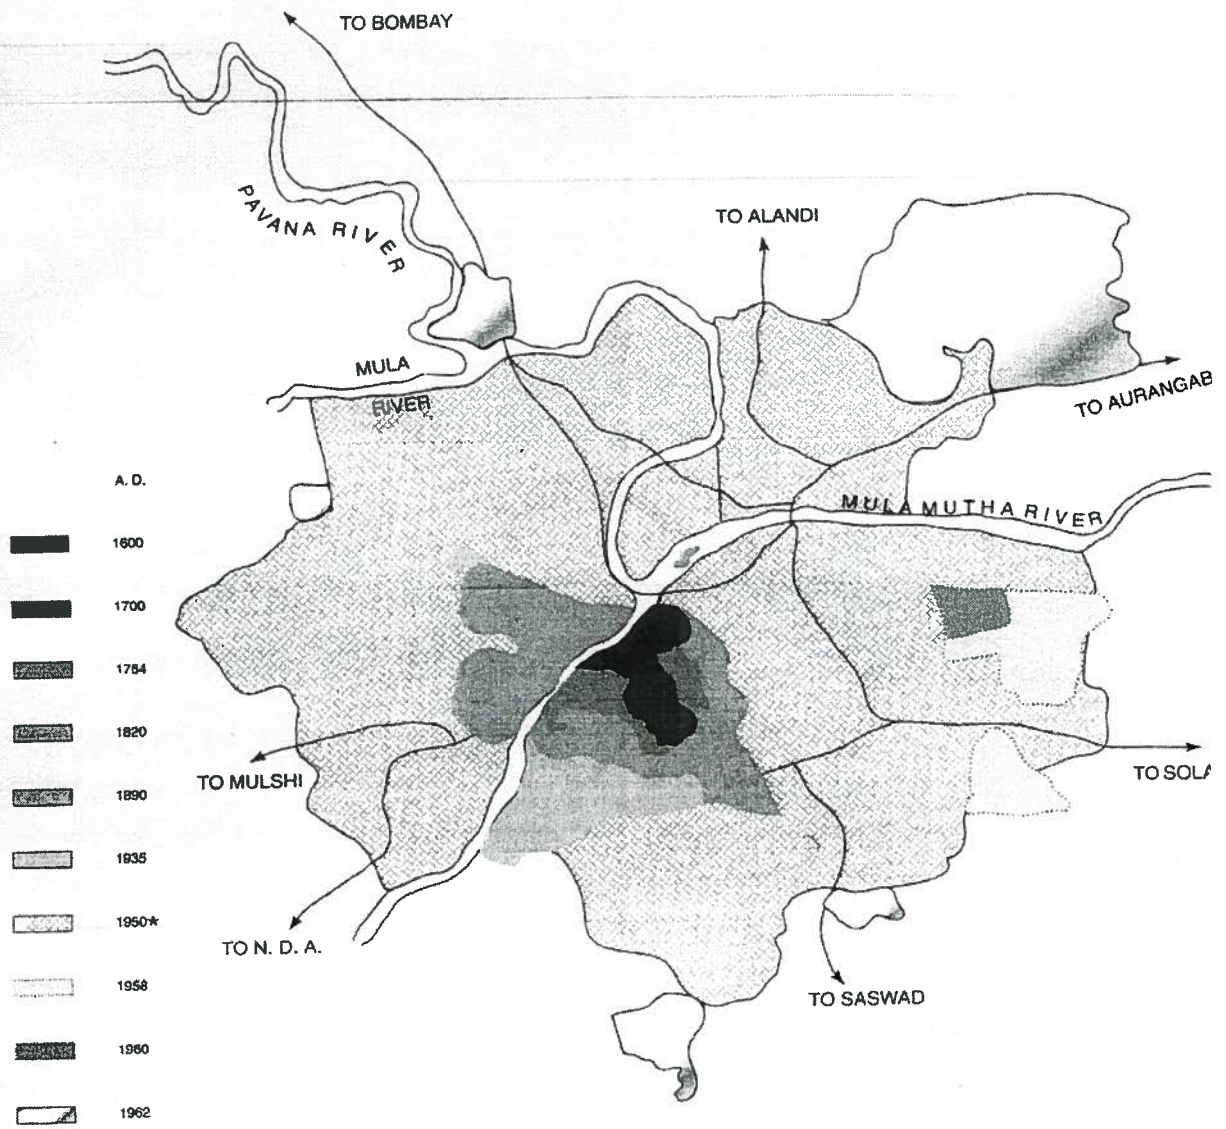 TO BOMBAY
PAVANA RIVER
TO ALANDI
MULA
RIVER
TO AURANGAB
MULA MUTHA RIVER
A. D.
1600
1700
1764
1820
1890
1935
1950*
1958
1960
1962
TO MULSHI
TO SOLA
TO N. D. A.
TO SASWAD